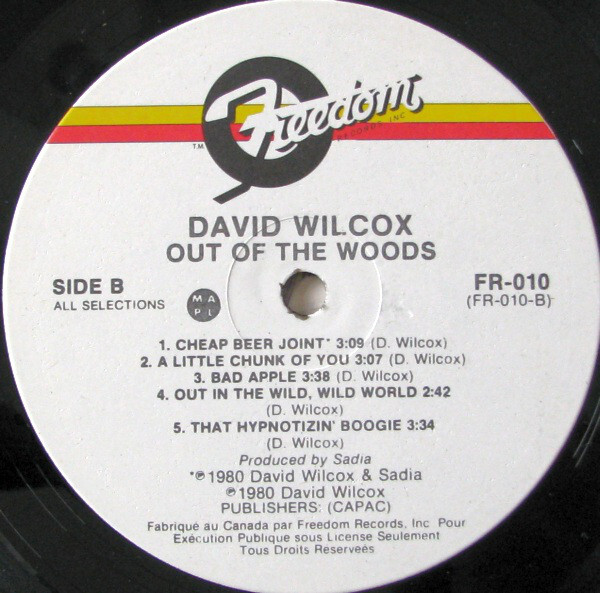 Freedom
RECORDS INC
T.M.
DAVID WILCOX
OUT OF THE WOODS
SIDE B
ALL SELECTIONS
M A
P L
FR-010
(FR-010-B)
1. CHEAP BEER JOINT* 3:09 (D. Wilcox)
2. A LITTLE CHUNK OF YOU 3:07 (D. Wilcox)
3. BAD APPLE 3:38 (D. Wilcox)
4. OUT IN THE WILD, WILD WORLD 2:42
(D. Wilcox)
5. THAT HYPNOTIZIN' BOOGIE 3:34
(D. Wilcox)
Produced by Sadia
*℗1980 David Wilcox & Sadia
℗1980 David Wilcox
PUBLISHERS: (CAPAC)
Fabriqué au Canada par Freedom Records, Inc. Pour
Exécution Publique sous License Seulement
Tous Droits Reserveés